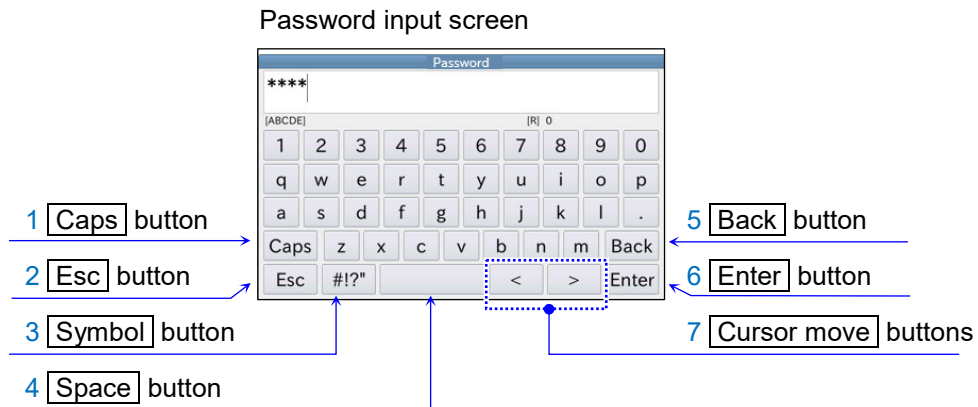 Password input screen
Password
****
[ABCDE] [R] 0
1 2 3 4 5 6 7 8 9 0
q w e r t y u i o p
a s d f g h j k l .
Caps z x c v b n m Back
Esc #!?" < > Enter
1 Caps button
2 Esc button
3 Symbol button
4 Space button
5 Back button
6 Enter button
7 Cursor move buttons